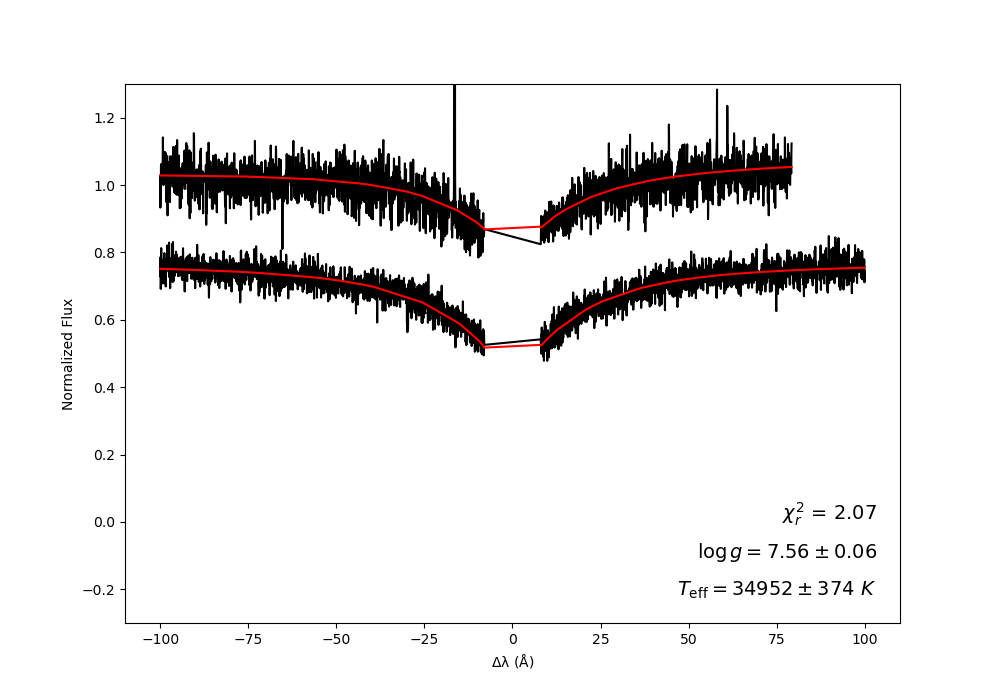 1.2
1.0
0.8
0.6
0.4
0.2
0.0
−0.2
Normalized Flux
χ²ᵣ = 2.07
log g = 7.56 ± 0.06
T_eff = 34952 ± 374 K
−100 −75 −50 −25 0 25 50 75 100
Δλ (Å)